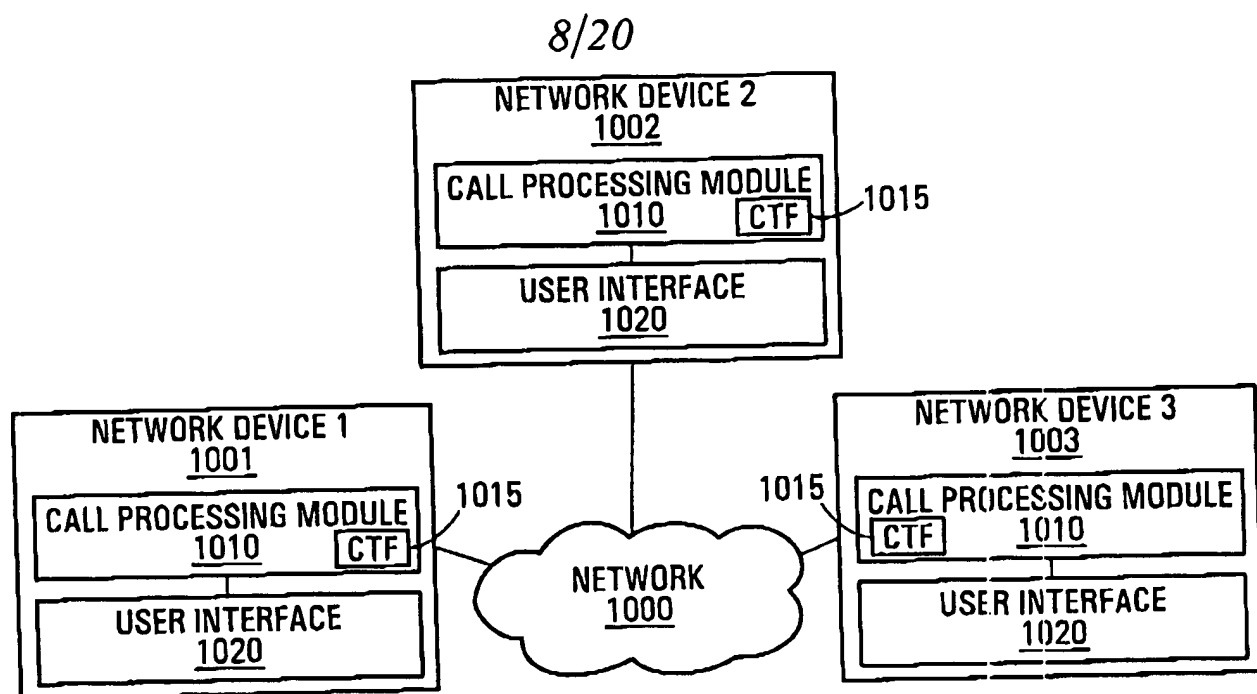 8/20
NETWORK DEVICE 2
1002
CALL PROCESSING MODULE
1010
CTF
1015
USER INTERFACE
1020
NETWORK DEVICE 1
1001
CALL PROCESSING MODULE
1010
CTF
1015
USER INTERFACE
1020
NETWORK
1000
NETWORK DEVICE 3
1003
1015
CALL PROCESSING MODULE
1010
CTF
USER INTERFACE
1020